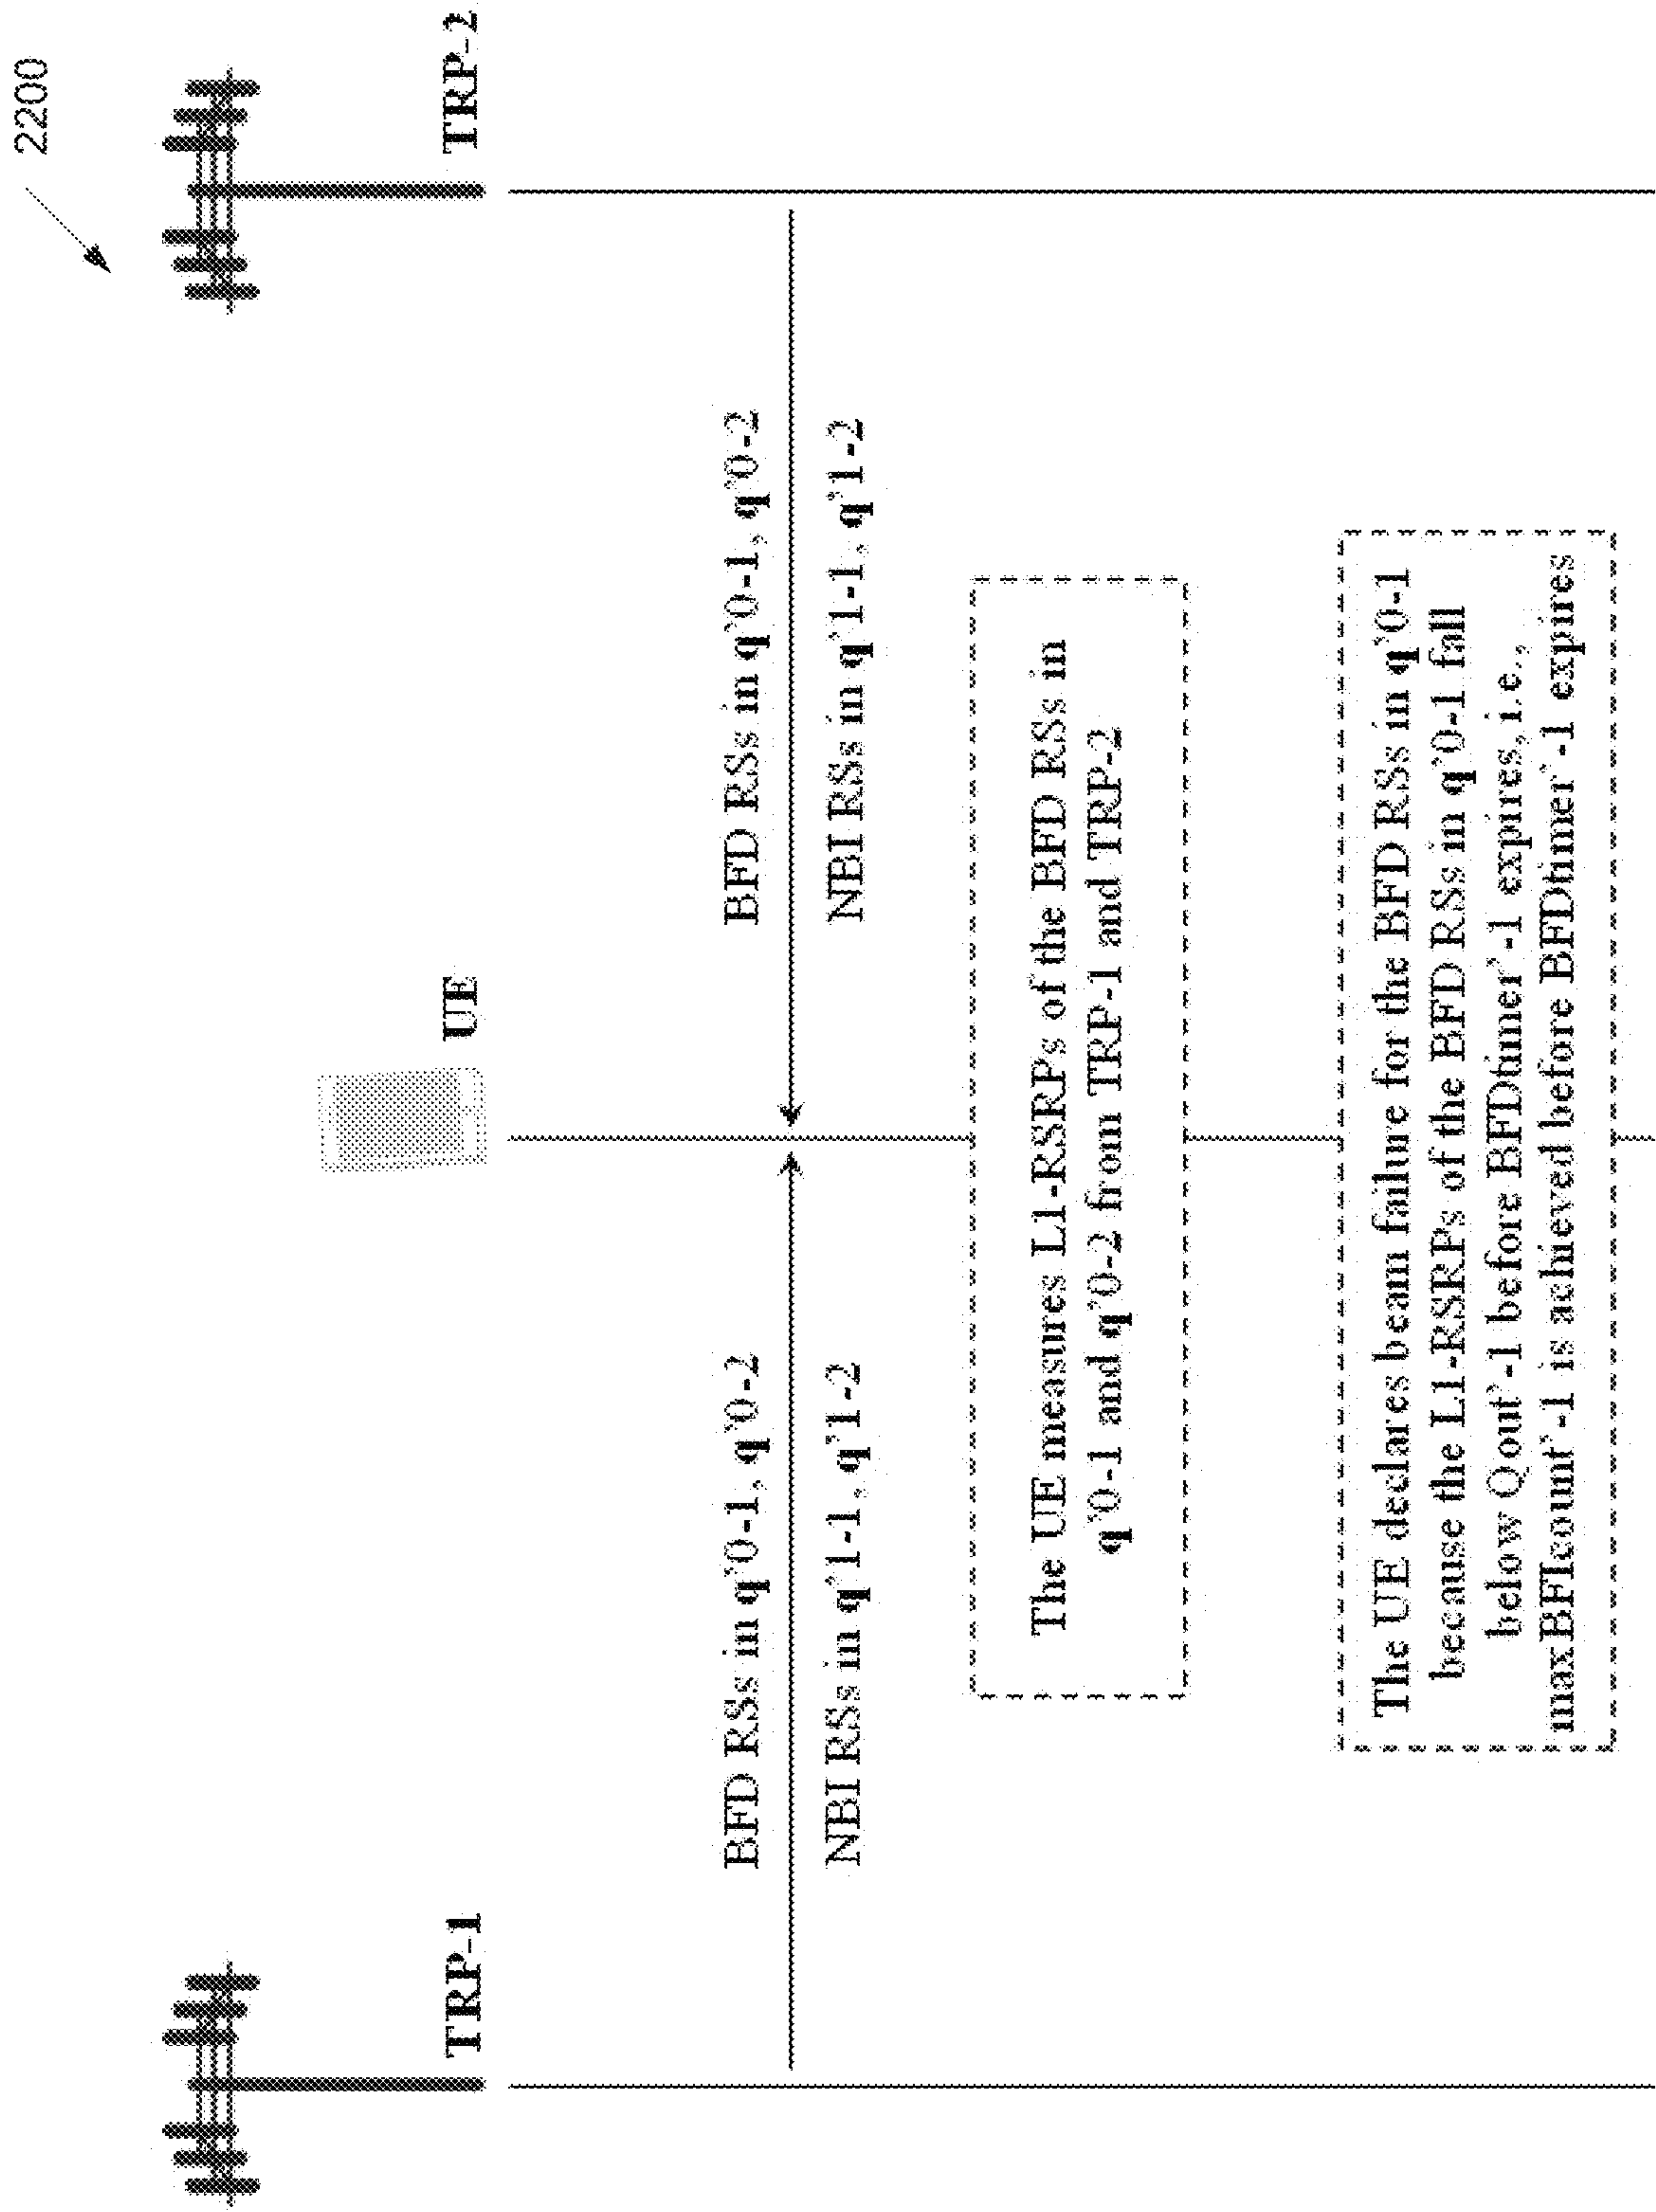 2200
TRP-1
UE
TRP-2
BFD RSs in q'0-1, q'0-2
NBI RSs in q'1-1, q'1-2
BFD RSs in q'0-1, q'0-2
NBI RSs in q'1-1, q'1-2
The UE measures L1-RSRPs of the BFD RSs in
q'0-1 and q'0-2 from TRP-1 and TRP-2
The UE declares beam failure for the BFD RSs in q'0-1
because the L1-RSRPs of the BFD RSs in q'0-1 fall
below Qout'-1 before BFDtimer'-1 expires, i.e.,
maxBFIcount'-1 is achieved before BFDtimer'-1 expires